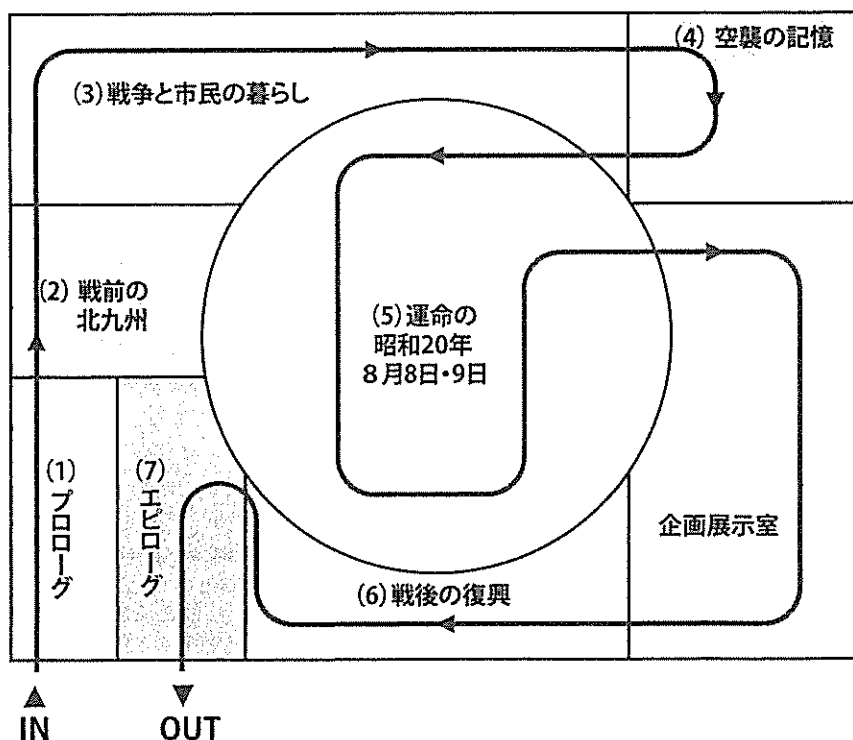 (1)プロローグ
(2) 戦前の
北九州
(3)戦争と市民の暮らし
(4) 空襲の記憶
(5)運命の
昭和20年
8月8日・9日
企画展示室
(6)戦後の復興
(7)エピローグ
IN
OUT